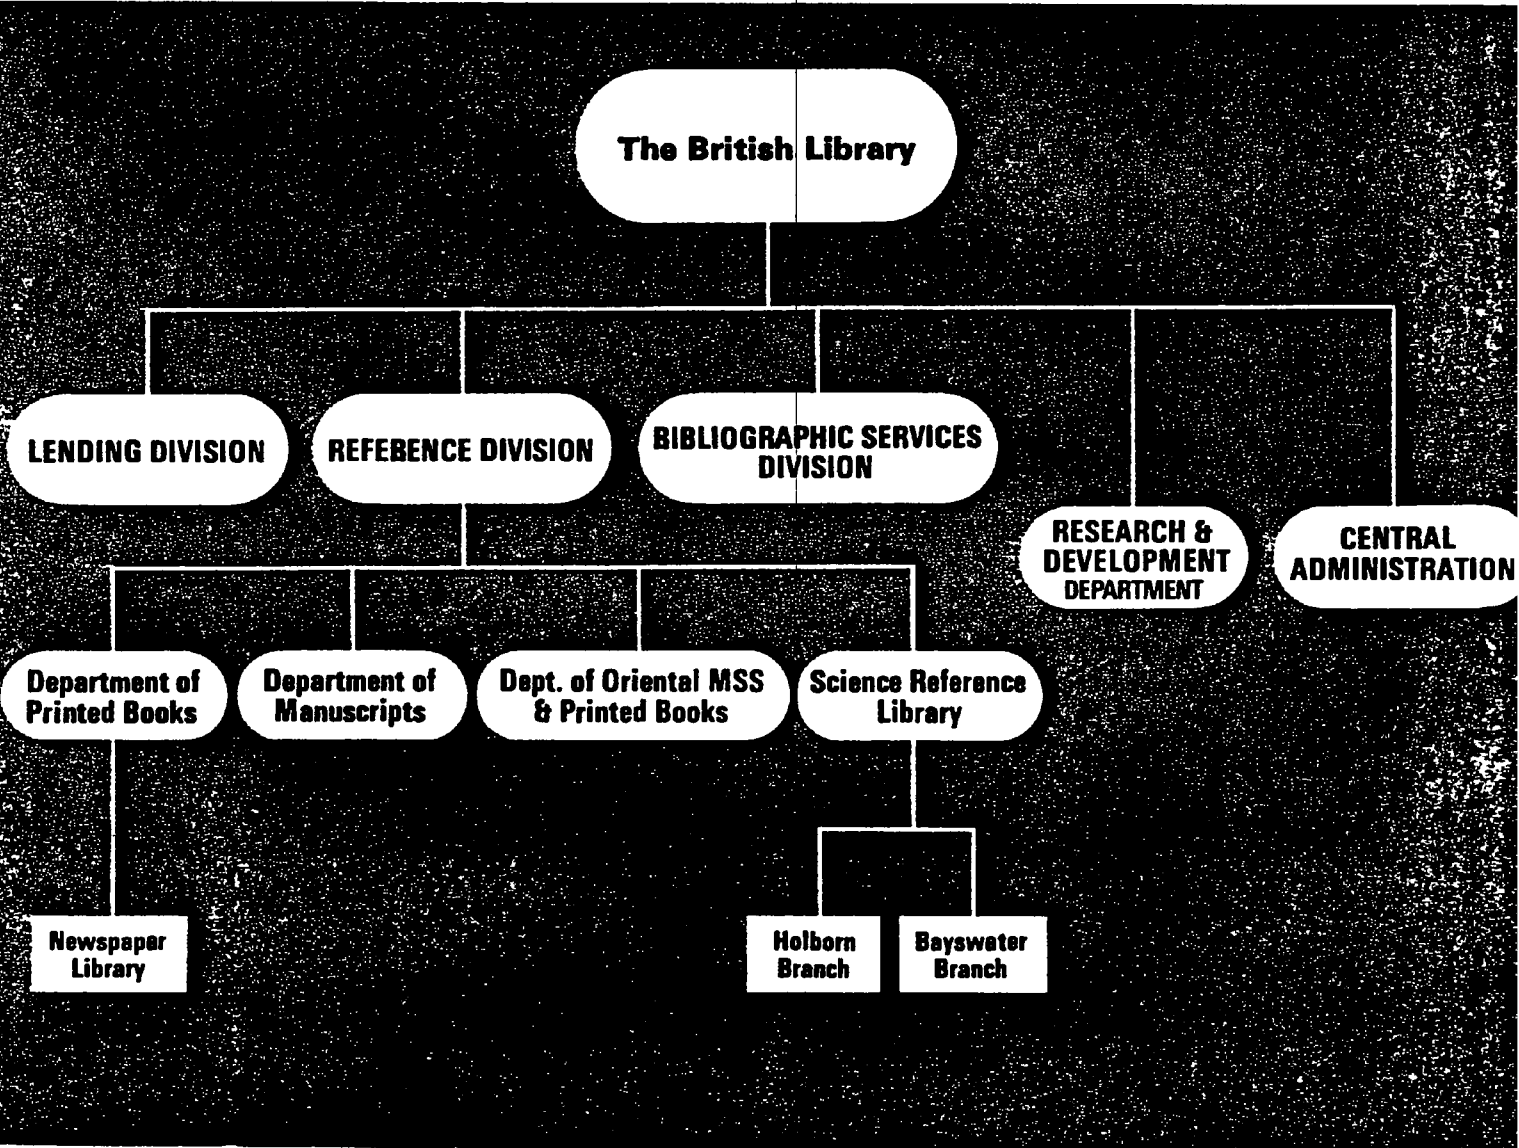 The British Library
LENDING DIVISION
REFERENCE DIVISION
BIBLIOGRAPHIC SERVICES
DIVISION
RESEARCH &
DEVELOPMENT
DEPARTMENT
CENTRAL
ADMINISTRATION
Department of
Printed Books
Department of
Manuscripts
Dept. of Oriental MSS
& Printed Books
Science Reference
Library
Newspaper
Library
Holborn
Branch
Bayswater
Branch